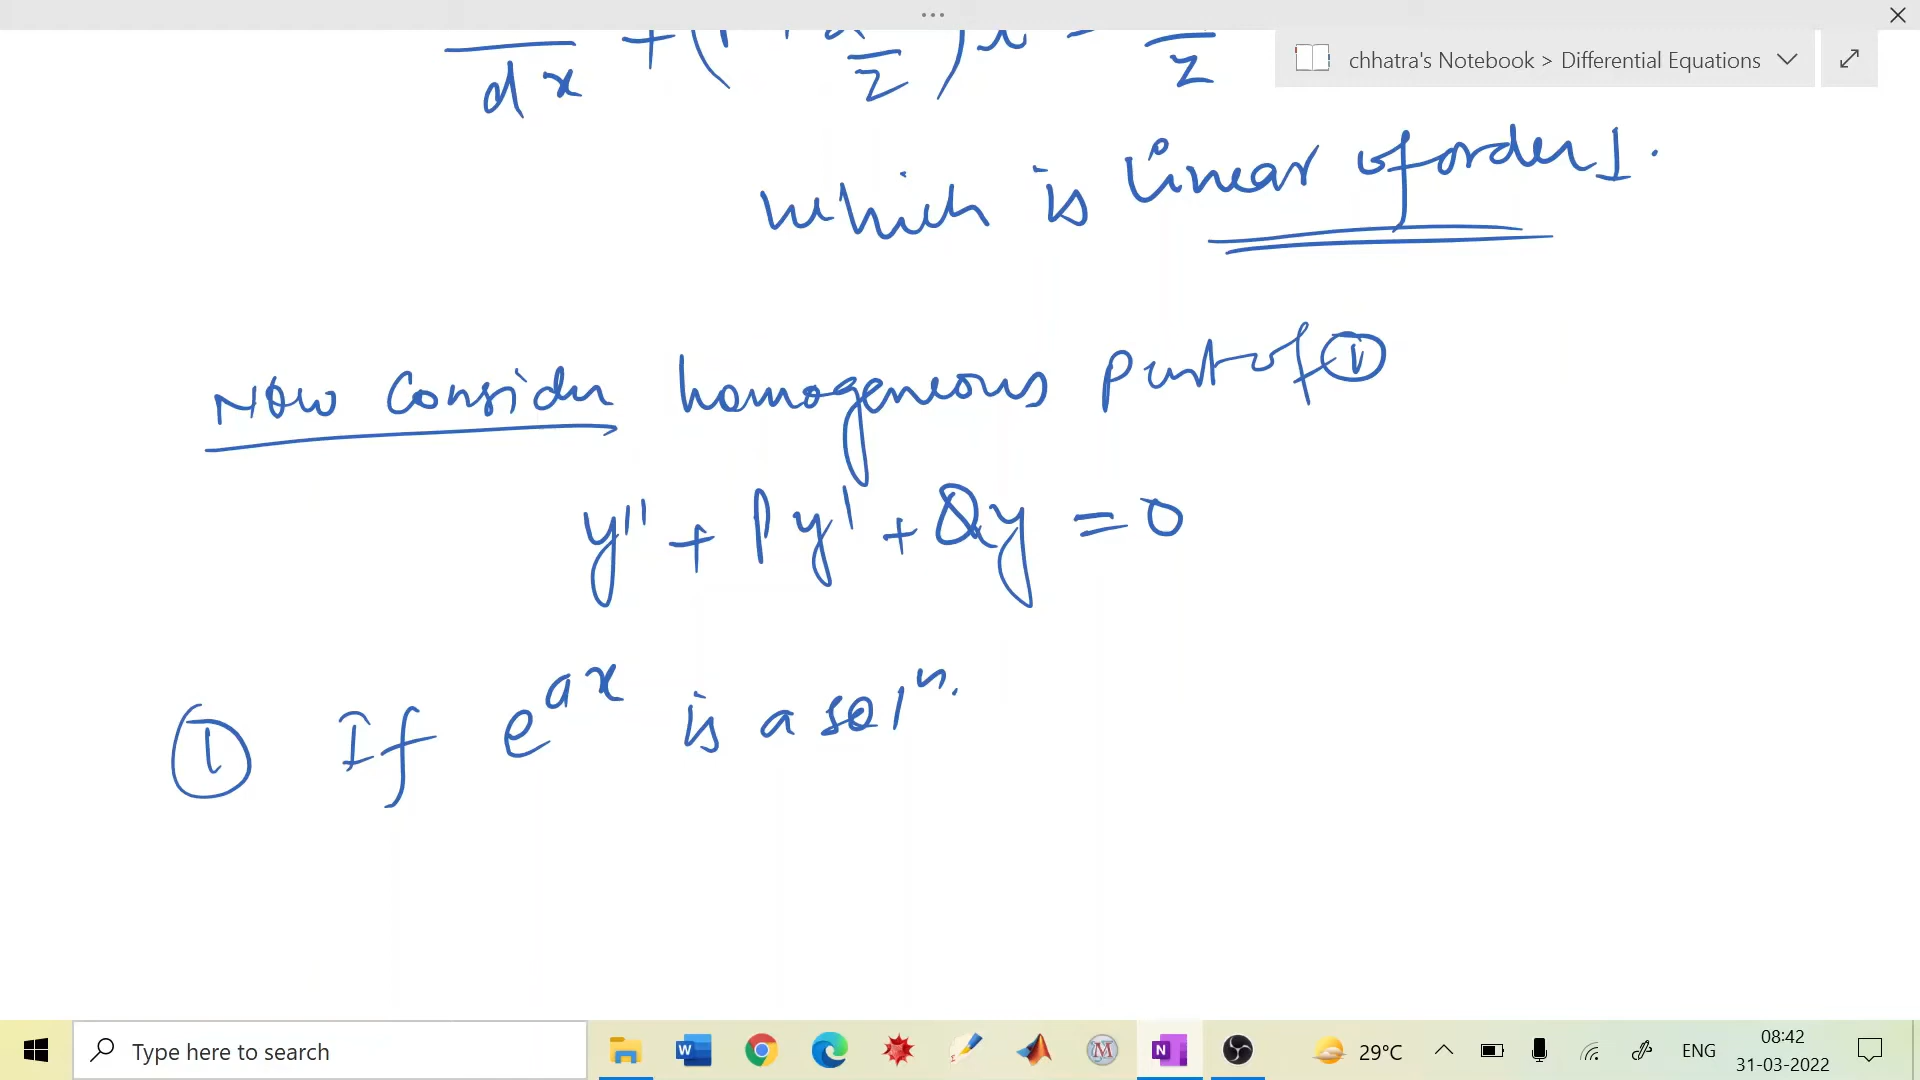 chhatra's Notebook > Differential Equations
dx z z
which is linear of order 1.
Now Consider homogeneous part of ①
y'' + Py' + Qy = 0
① If e^{ax} is a sol^{n}.
Type here to search
29°C
ENG
08:42
31-03-2022